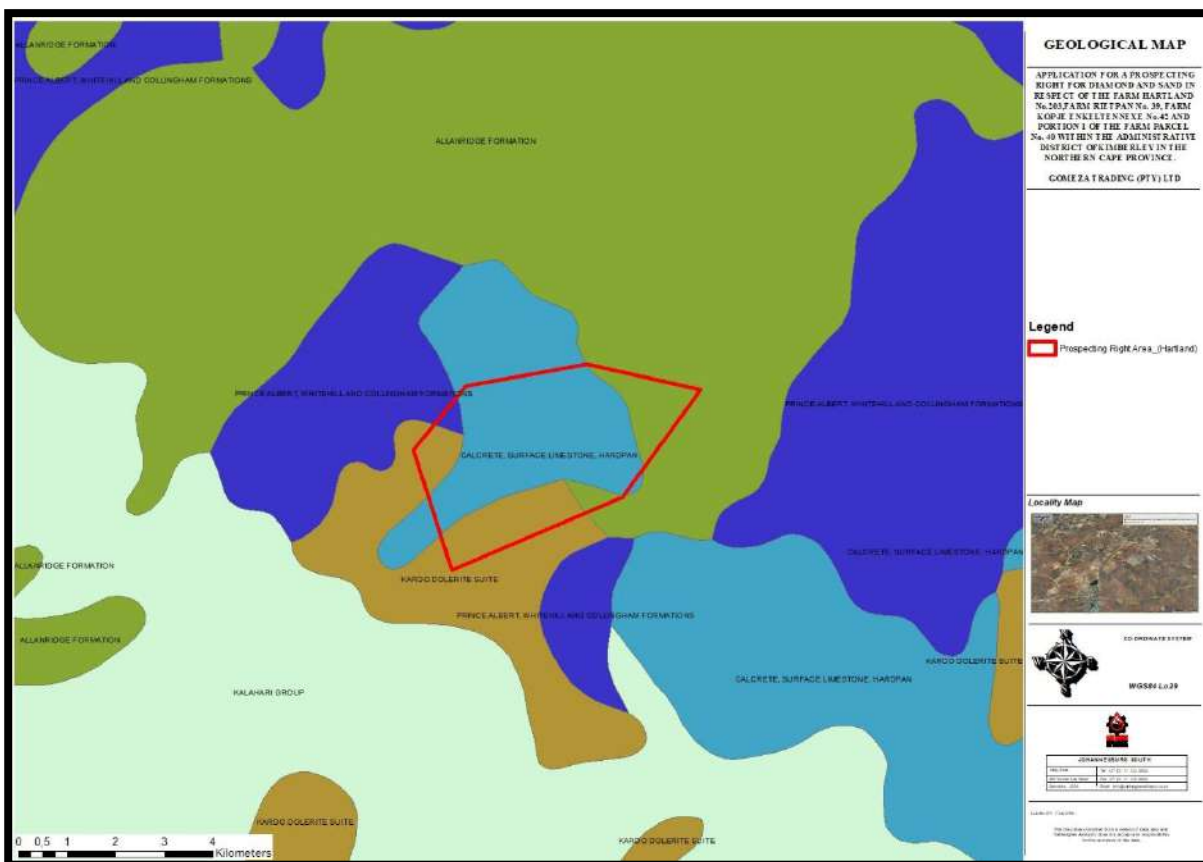 ALLANRIDGE FORMATION
PRINCE ALBERT, WHITEHILL AND COLLINGHAM FORMATIONS
ALLANRIDGE FORMATION
PRINCE ALBERT, WHITEHILL AND COLLINGHAM FORMATIONS
PRINCE ALBERT, WHITEHILL AND COLLINGHAM FORMATIONS
CALCRETE, SURFACE LIMESTONE, HARDPAN
CALCRETE, SURFACE LIMESTONE, HARDPAN
ALLANRIDGE FORMATION
KAROO DOLERITE SUITE
PRINCE ALBERT, WHITEHILL AND COLLINGHAM FORMATIONS
ALLANRIDGE FORMATION
KAROO DOLERITE SUITE
CALCRETE, SURFACE LIMESTONE, HARDPAN
KALAHARI GROUP
KAROO DOLERITE SUITE
KAROO DOLERITE SUITE
0 0,5 1 2 3 4
Kilometers
GEOLOGICAL MAP
APPLICATION FOR A PROSPECTING
RIGHT FOR DIAMOND AND SAND IN
RESPECT OF THE FARM HARTLAND
No.203,FARM RIETPAN No. 39, FARM
KOPJE ENKELTENNEXE No.42 AND
PORTION 1 OF THE FARM PARCEL
No. 40 WITHIN THE ADMINISTRATIVE
DISTRICT OF KIMBERLEY IN THE
NORTHERN CAPE PROVINCE.
GOMEZA TRADING (PTY) LTD
Legend
Prospecting Right Area_(Hartland)
Locality Map
CO-ORDINATE SYSTEM
WGS84 Lo29
JOHANNESBURG SOUTH